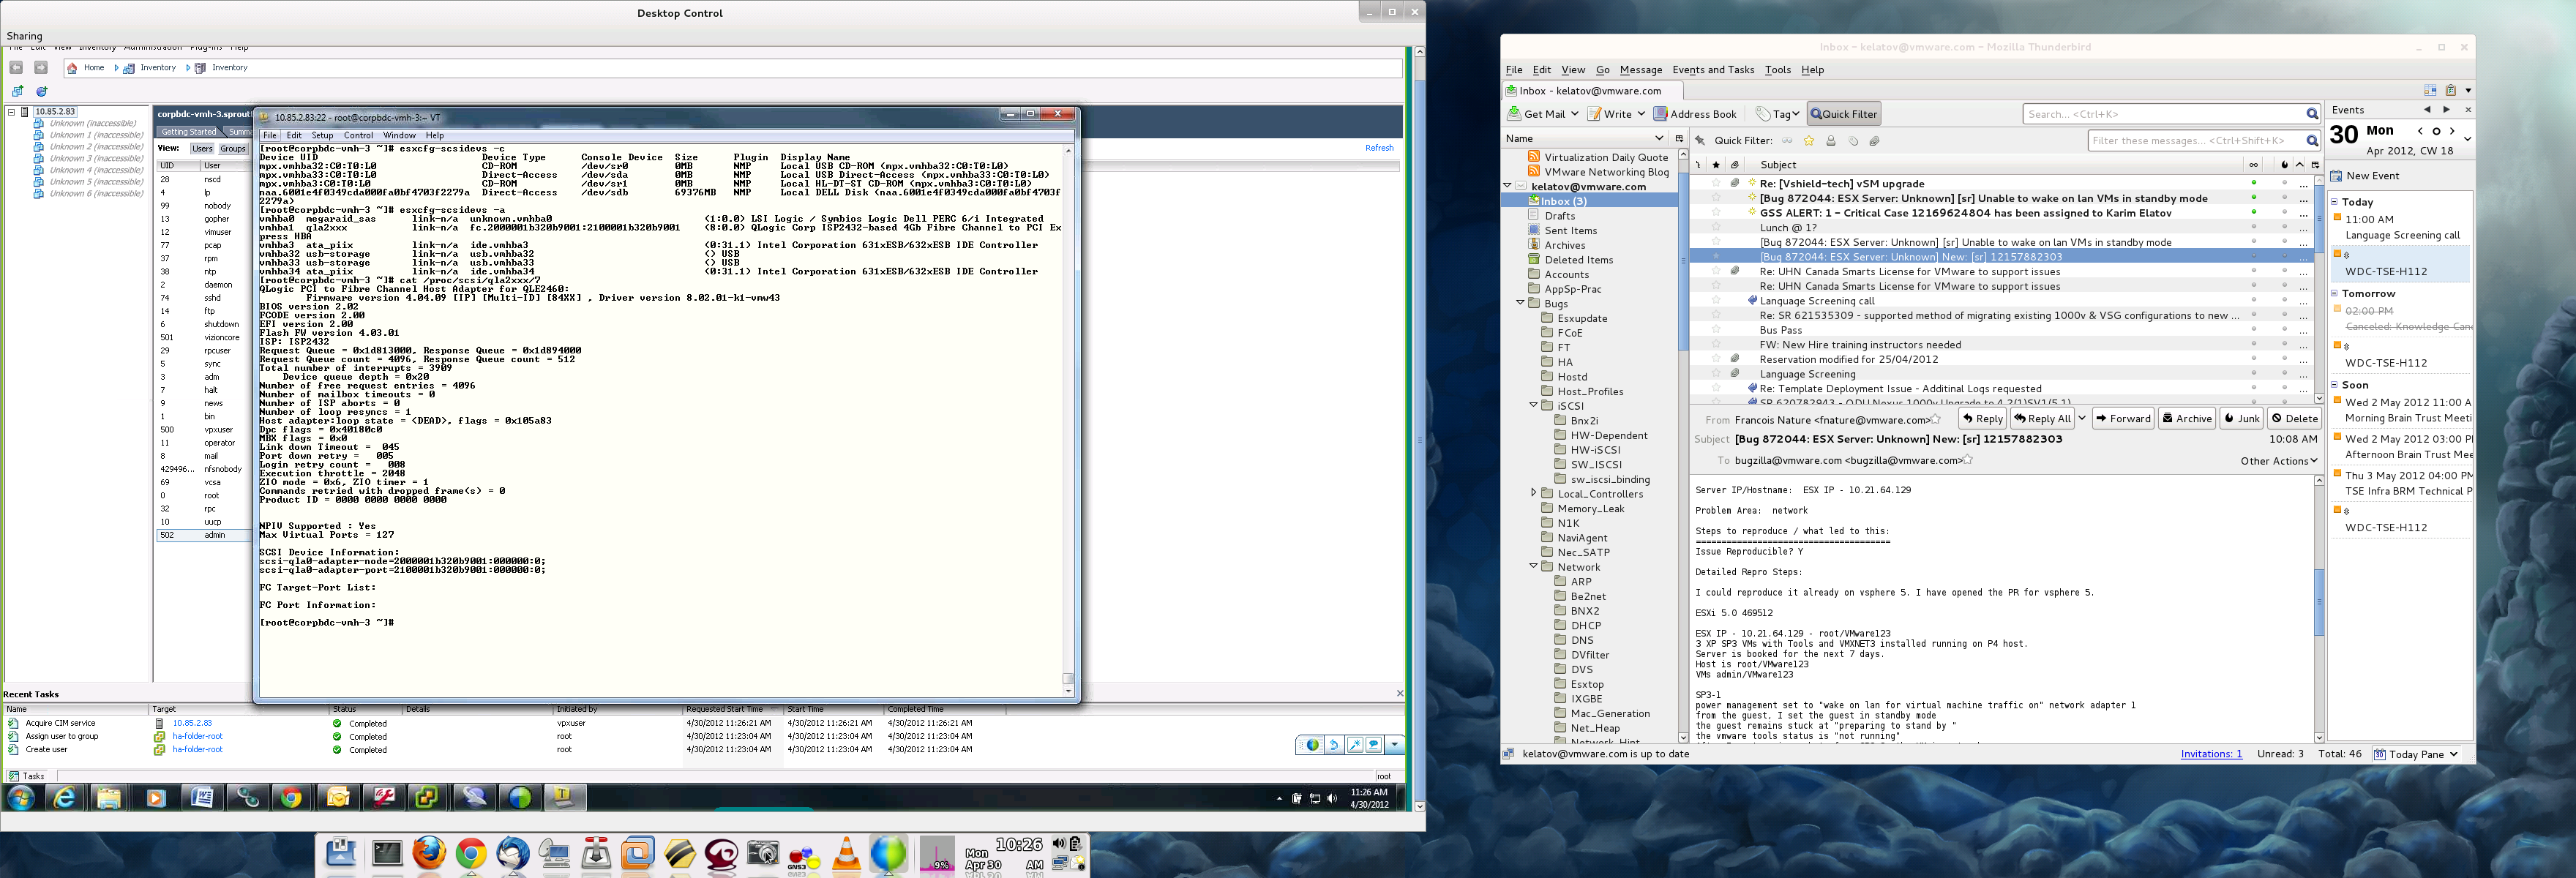 Desktop Control
Sharing
File Edit View Inventory Administration Plug-ins Help
Home Inventory Inventory
10.85.2.83
Unknown (inaccessible)
Unknown 1 (inaccessible)
Unknown 2 (inaccessible)
Unknown 3 (inaccessible)
Unknown 4 (inaccessible)
Unknown 5 (inaccessible)
Unknown 6 (inaccessible)
corpbdc-vmh-3.sprout
Getting Started Summ
View: Users Groups
Refresh
UID User
28 nscd
4 lp
99 nobody
13 gopher
12 vimuser
77 pcap
37 rpm
38 ntp
2 daemon
74 sshd
14 ftp
6 shutdown
501 vizioncore
29 rpcuser
5 sync
3 adm
7 halt
9 news
1 bin
500 vpxuser
11 operator
8 mail
429496... nfsnobody
69 vcsa
0 root
32 rpc
10 uucp
502 admin
10.85.2.83:22 - root@corpbdc-vmh-3:~ VT
File Edit Setup Control Window Help
[root@corpbdc-vmh-3 ~]# esxcfg-scsidevs -c
Device UID Device Type Console Device Size Plugin Display Name
mpx.vmhba32:C0:T0:L0 CD-ROM /dev/sr0 0MB NMP Local USB CD-ROM (mpx.vmhba32:C0:T0:L0)
mpx.vmhba33:C0:T0:L0 Direct-Access /dev/sda 0MB NMP Local USB Direct-Access (mpx.vmhba33:C0:T0:L0)
mpx.vmhba3:C0:T0:L0 CD-ROM /dev/sr1 0MB NMP Local HL-DT-ST CD-ROM (mpx.vmhba3:C0:T0:L0)
naa.6001e4f0349cda000fa0bf4703f2279a Direct-Access /dev/sdb 69376MB NMP Local DELL Disk (naa.6001e4f0349cda000fa0bf4703f
2279a)
[root@corpbdc-vmh-3 ~]# esxcfg-scsidevs -a
vmhba0 megaraid_sas link-n/a unknown.vmhba0 (1:0.0) LSI Logic / Symbios Logic Dell PERC 6/i Integrated
vmhba1 qla2xxx link-n/a fc.2000001b320b9001:2100001b320b9001 (8:0.0) QLogic Corp ISP2432-based 4Gb Fibre Channel to PCI Ex
press HBA
vmhba3 ata_piix link-n/a ide.vmhba3 (0:31.1) Intel Corporation 631xESB/632xESB IDE Controller
vmhba32 usb-storage link-n/a usb.vmhba32 () USB
vmhba33 usb-storage link-n/a usb.vmhba33 () USB
vmhba34 ata_piix link-n/a ide.vmhba34 (0:31.1) Intel Corporation 631xESB/632xESB IDE Controller
[root@corpbdc-vmh-3 ~]# cat /proc/scsi/qla2xxx/7
QLogic PCI to Fibre Channel Host Adapter for QLE2460:
Firmware version 4.04.09 [IP] [Multi-ID] [84XX] , Driver version 8.02.01-k1-vmw43
BIOS version 2.02
FCODE version 2.00
EFI version 2.00
Flash FW version 4.03.01
ISP: ISP2432
Request Queue = 0x1d813000, Response Queue = 0x1d894000
Request Queue count = 4096, Response Queue count = 512
Total number of interrupts = 3909
Device queue depth = 0x20
Number of free request entries = 4096
Number of mailbox timeouts = 0
Number of ISP aborts = 0
Number of loop resyncs = 1
Host adapter:loop state = <DEAD>, flags = 0x105a83
Dpc flags = 0x40180c0
MBX flags = 0x0
Link down Timeout = 045
Port down retry = 005
Login retry count = 008
Execution throttle = 2048
ZIO mode = 0x6, ZIO timer = 1
Commands retried with dropped frame(s) = 0
Product ID = 0000 0000 0000 0000
NPIV Supported : Yes
Max Virtual Ports = 127
SCSI Device Information:
scsi-qla0-adapter-node=2000001b320b9001:000000:0;
scsi-qla0-adapter-port=2100001b320b9001:000000:0;
FC Target-Port List:
FC Port Information:
[root@corpbdc-vmh-3 ~]#
Recent Tasks
Name Target Status Details Initiated by Requested Start Time Start Time Completed Time
Acquire CIM service 10.85.2.83 Completed vpxuser 4/30/2012 11:26:21 AM 4/30/2012 11:26:21 AM 4/30/2012 11:26:21 AM
Assign user to group ha-folder-root Completed root 4/30/2012 11:23:04 AM 4/30/2012 11:23:04 AM 4/30/2012 11:23:04 AM
Create user ha-folder-root Completed root 4/30/2012 11:23:04 AM 4/30/2012 11:23:04 AM 4/30/2012 11:23:04 AM
Tasks
root
11:26 AM
4/30/2012
GNS3
9%
Mon
Apr 30
10:26
AM
Inbox - kelatov@vmware.com - Mozilla Thunderbird
File Edit View Go Message Events and Tasks Tools Help
Inbox - kelatov@vmware.com
Get Mail Write Address Book Tag Quick Filter
Search... <Ctrl+K>
Name
Virtualization Daily Quote
VMware Networking Blog
kelatov@vmware.com
Inbox (3)
Drafts
Sent Items
Archives
Deleted Items
Accounts
AppSp-Prac
Bugs
Esxupdate
FCoE
FT
HA
Hostd
Host_Profiles
iSCSI
Bnx2i
HW-Dependent
HW-iSCSI
SW_ISCSI
sw_iscsi_binding
Local_Controllers
Memory_Leak
N1K
NaviAgent
Nec_SATP
Network
ARP
Be2net
BNX2
DHCP
DNS
DVfilter
DVS
Esxtop
IXGBE
Mac_Generation
Net_Heap
Network_Hint
Quick Filter:
Filter these messages... <Ctrl+Shift+K>
Subject
Re: [Vshield-tech] vSM upgrade
[Bug 872044: ESX Server: Unknown] [sr] Unable to wake on lan VMs in standby mode
GSS ALERT: 1 - Critical Case 12169624804 has been assigned to Karim Elatov
Lunch @ 1?
[Bug 872044: ESX Server: Unknown] [sr] Unable to wake on lan VMs in standby mode
[Bug 872044: ESX Server: Unknown] New: [sr] 12157882303
Re: UHN Canada Smarts License for VMware to support issues
Re: UHN Canada Smarts License for VMware to support issues
Language Screening call
Re: SR 621535309 - supported method of migrating existing 1000v & VSG configurations to new ...
Bus Pass
FW: New Hire training instructors needed
Reservation modified for 25/04/2012
Language Screening
Re: Template Deployment Issue - Additinal Logs requested
SR 620782943 - ODU Nexus 1000v Upgrade to 4.2(1)SV1(5.1)
From Francois Nature <fnature@vmware.com>
Reply Reply All Forward Archive Junk Delete
Subject [Bug 872044: ESX Server: Unknown] New: [sr] 12157882303
10:08 AM
To bugzilla@vmware.com <bugzilla@vmware.com>
Other Actions
Server IP/Hostname: ESX IP - 10.21.64.129
Problem Area: network
Steps to reproduce / what led to this:
======================================
Issue Reproducible? Y
Detailed Repro Steps:
I could reproduce it already on vsphere 5. I have opened the PR for vsphere 5.
ESXi 5.0 469512
ESX IP - 10.21.64.129 - root/VMware123
3 XP SP3 VMs with Tools and VMXNET3 installed running on P4 host.
Server is booked for the next 7 days.
Host is root/VMware123
VMs admin/VMware123
SP3-1
power management set to "wake on lan for virtual machine traffic on" network adapter 1
from the guest, I set the guest in standby mode
the guest remains stuck at "preparing to stand by "
the vmware tools status is "not running"
kelatov@vmware.com is up to date
Invitations: 1 Unread: 3 Total: 46 Today Pane
Events
30 Mon
Apr 2012, CW 18
New Event
Today
11:00 AM
Language Screening call
WDC-TSE-H112
Tomorrow
02:00 PM
Canceled: Knowledge Can
WDC-TSE-H112
Soon
Wed 2 May 2012 11:00 A
Morning Brain Trust Meeti
Wed 2 May 2012 03:00 P
Afternoon Brain Trust Mee
Thu 3 May 2012 04:00 PM
TSE Infra BRM Technical P
WDC-TSE-H112